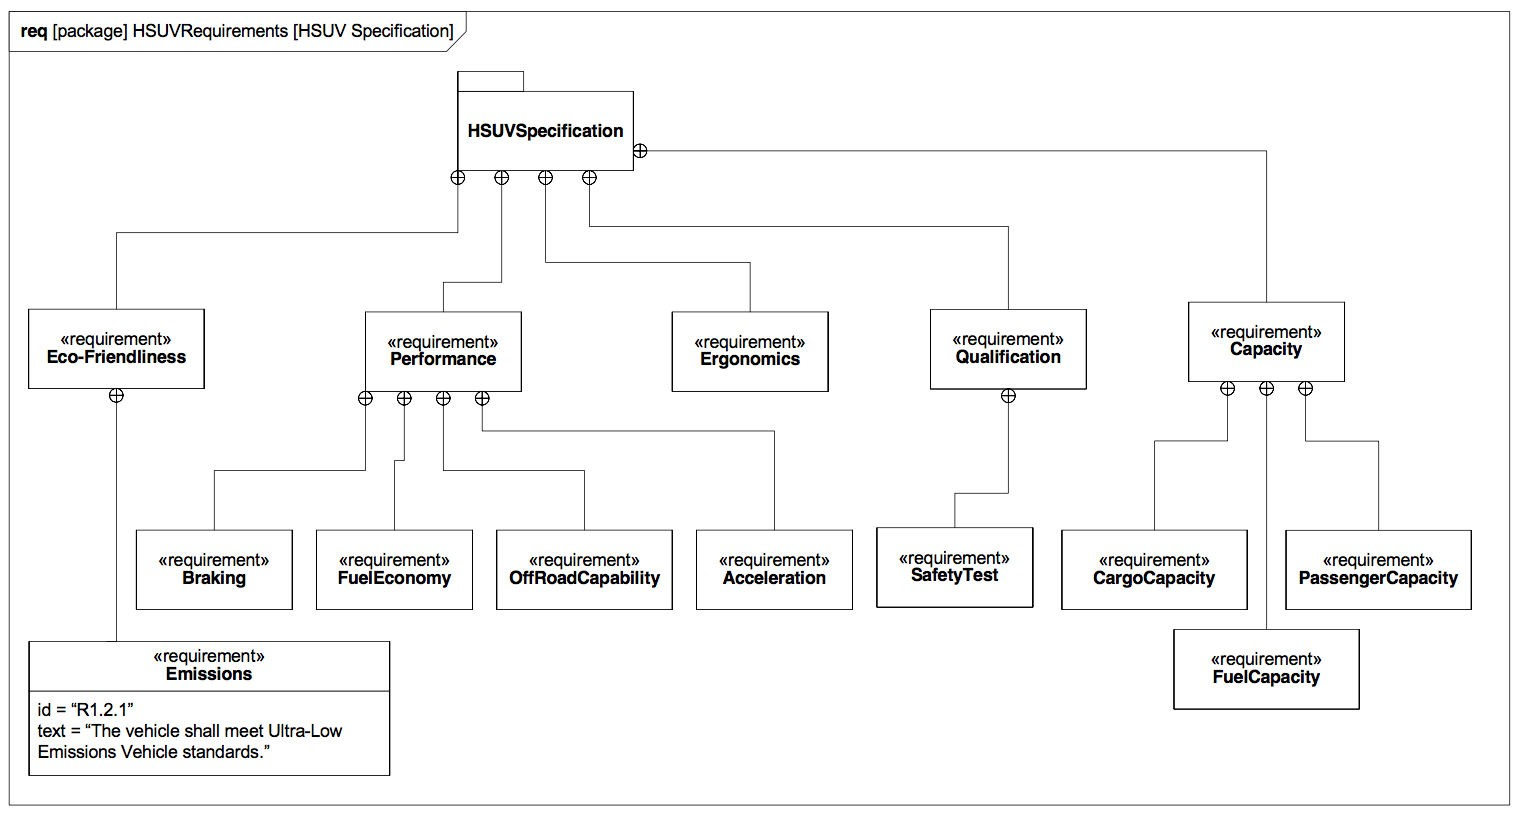 req [package] HSUVRequirements [HSUV Specification]
HSUVSpecification
«requirement»
Eco-Friendliness
«requirement»
Performance
«requirement»
Ergonomics
«requirement»
Qualification
«requirement»
Capacity
«requirement»
Braking
«requirement»
FuelEconomy
«requirement»
OffRoadCapability
«requirement»
Acceleration
«requirement»
SafetyTest
«requirement»
CargoCapacity
«requirement»
PassengerCapacity
«requirement»
Emissions
id = “R1.2.1”
text = “The vehicle shall meet Ultra-Low
Emissions Vehicle standards.”
«requirement»
FuelCapacity